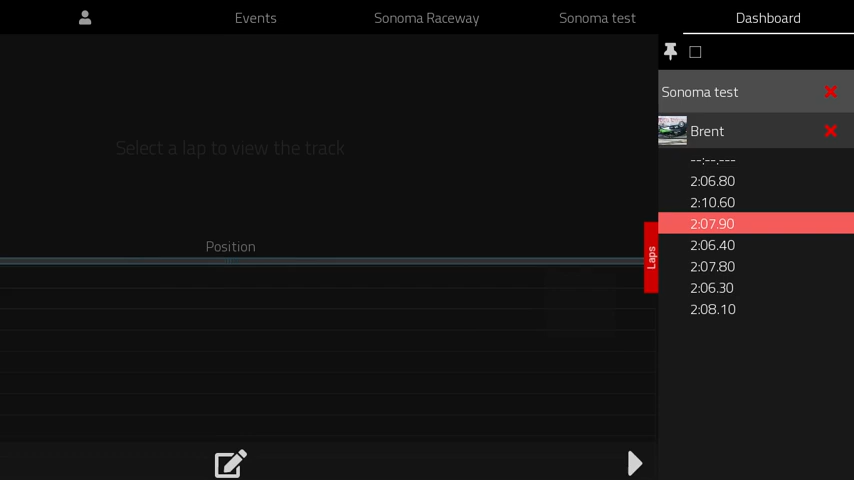 Events
Sonoma Raceway
Sonoma test
Dashboard
Sonoma test
Brent
Select a lap to view the track
--:--.---
2:06.80
2:10.60
2:07.90
2:06.40
2:07.80
2:06.30
2:08.10
Position
Laps